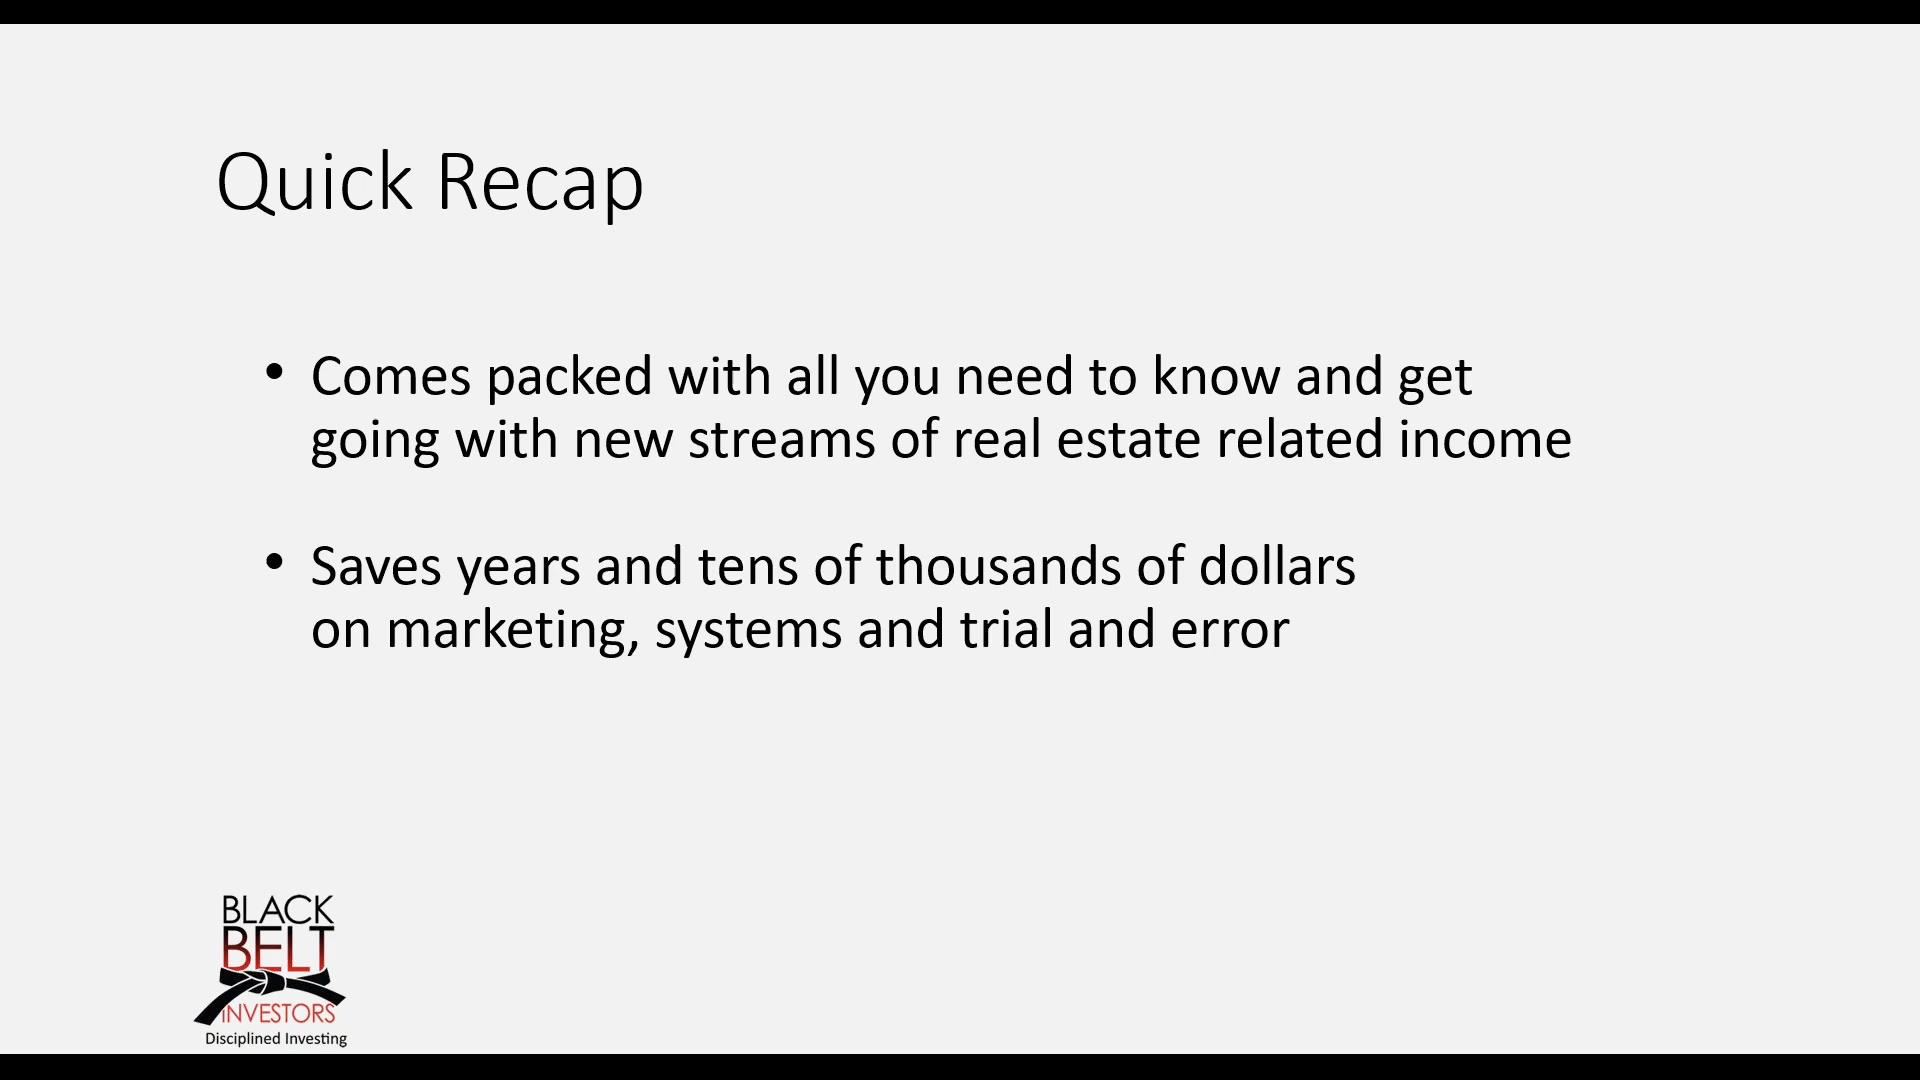 Quick Recap
• Comes packed with all you need to know and get
going with new streams of real estate related income
• Saves years and tens of thousands of dollars
on marketing, systems and trial and error
BLACK
BELT
INVESTORS
Disciplined Investing